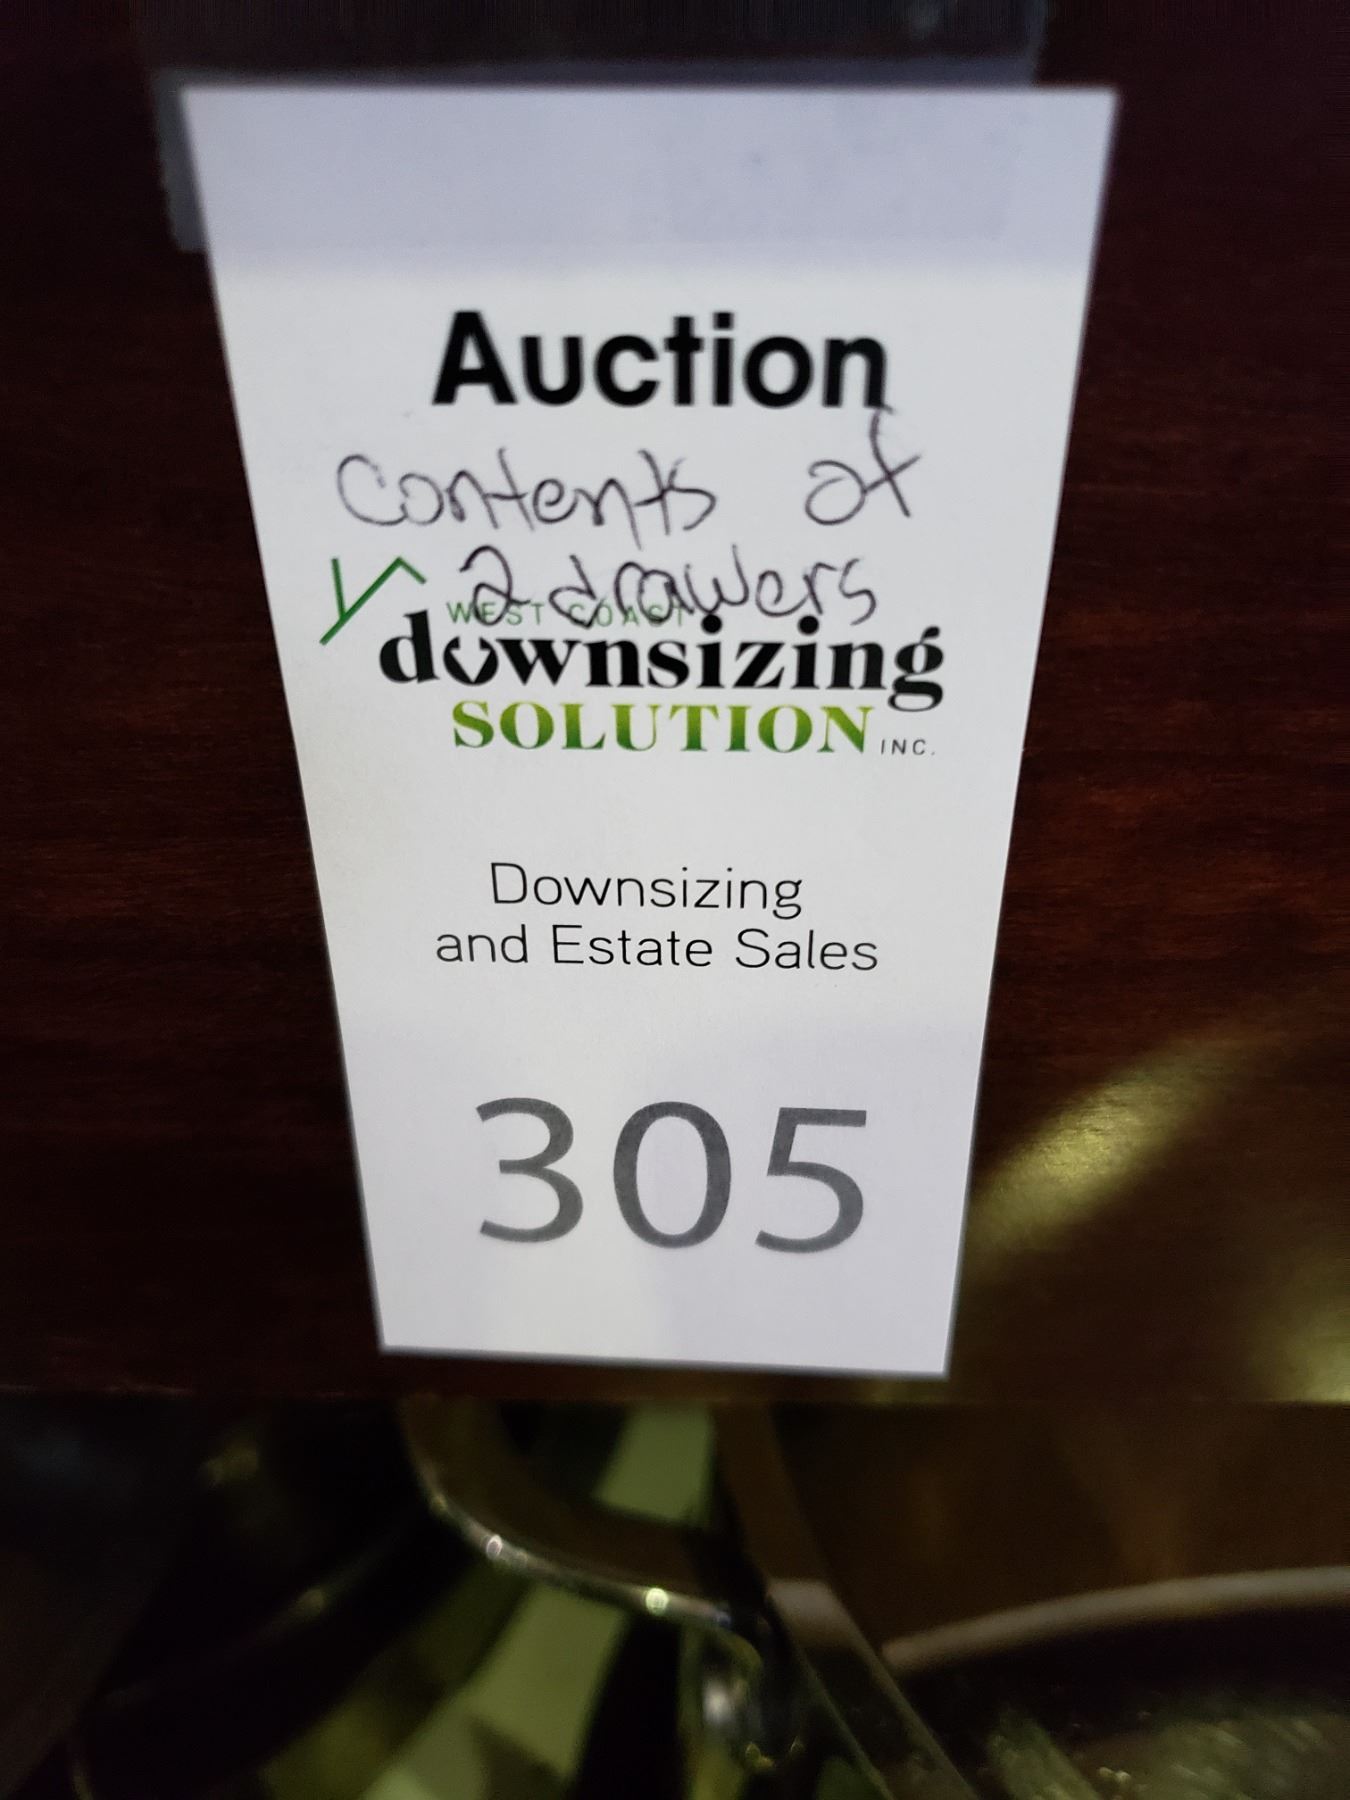 Auction
Contents of
2 drawers
WEST COAST
downsizing
SOLUTION INC.
Downsizing
and Estate Sales
305